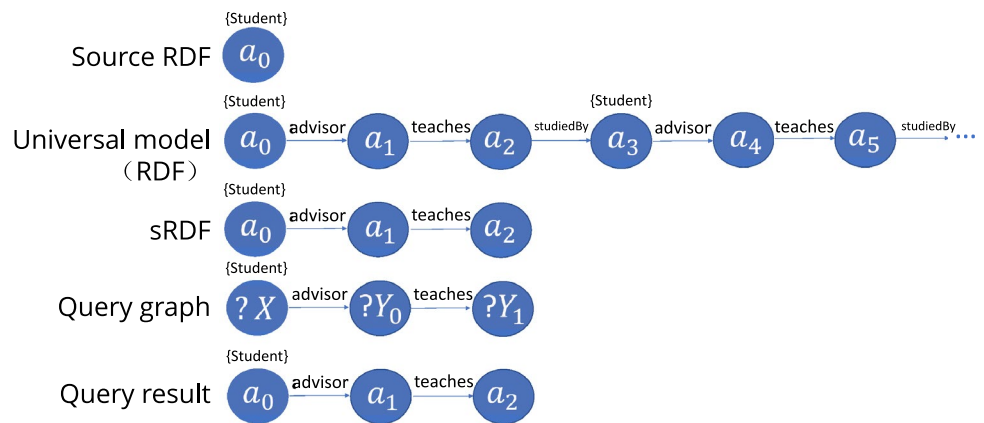 {Student}
Source RDF a₀
{Student} {Student}
Universal model (RDF) a₀ advisor a₁ teaches a₂ studiedBy a₃ advisor a₄ teaches a₅ studiedBy ...
{Student}
sRDF a₀ advisor a₁ teaches a₂
{Student}
Query graph ?X advisor ?Y₀ teaches ?Y₁
{Student}
Query result a₀ advisor a₁ teaches a₂